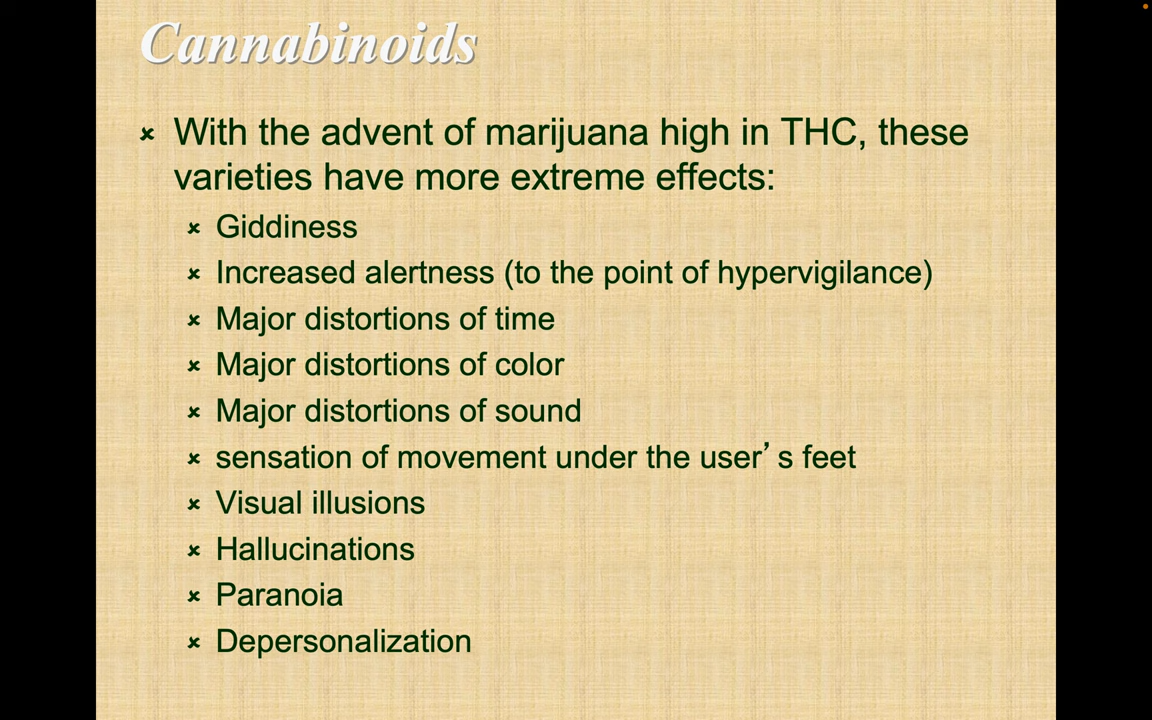 Cannabinoids
With the advent of marijuana high in THC, these
varieties have more extreme effects:
Giddiness
Increased alertness (to the point of hypervigilance)
Major distortions of time
Major distortions of color
Major distortions of sound
sensation of movement under the user’s feet
Visual illusions
Hallucinations
Paranoia
Depersonalization